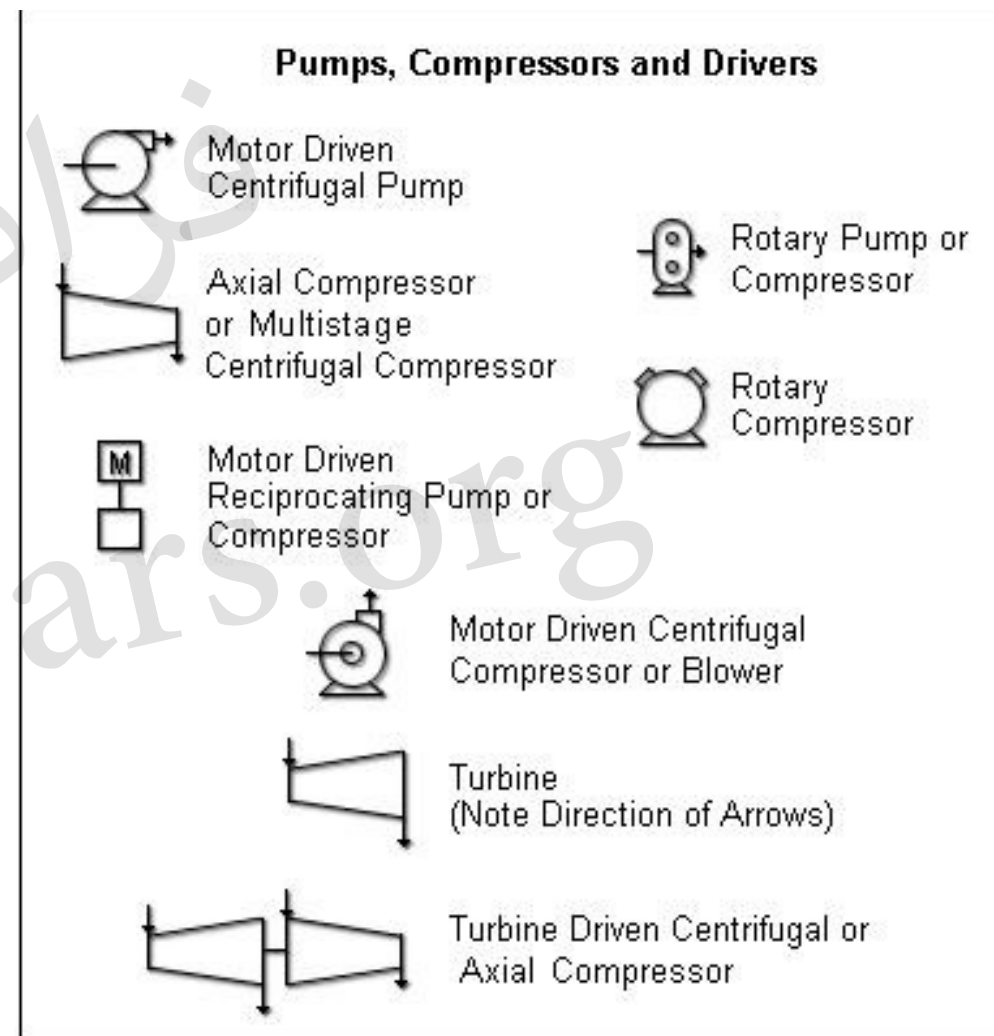 Pumps, Compressors and Drivers
Motor Driven
Centrifugal Pump
Rotary Pump or
Compressor
Axial Compressor
or Multistage
Centrifugal Compressor
Rotary
Compressor
M
Motor Driven
Reciprocating Pump or
Compressor
ars.org
Motor Driven Centrifugal
Compressor or Blower
Turbine
(Note Direction of Arrows)
Turbine Driven Centrifugal or
Axial Compressor